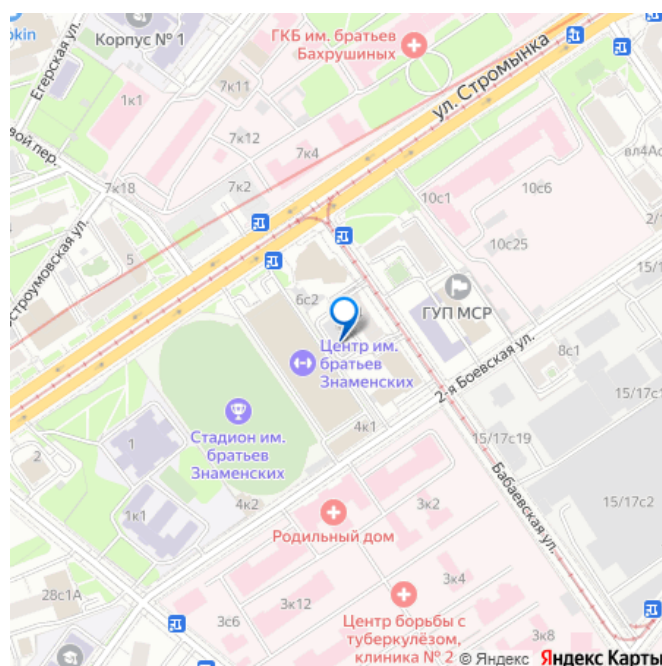 pkin
Корпус № 1
ГКБ им. братьев
Бахрушиных
Егерская ул.
ул. Стромынка
7к11
1к1
7к12
7к4
вой пер.
вл4Ас
7к18
7к2
10с1
10с6
2/
5
10с25
остроумовская ул.
15/1
6с2
ГУП МСР
Центр им.
братьев
Знаменских
2-я Боевская ул.
8с1
15/17с1
Стадион им.
братьев
Знаменских
4к1
15/17с19
1
2
Бабаевская ул.
15/17с2
4к2
1к1
3к2
Родильный дом
28с1А
3к4
3к12
3с6
Центр борьбы с
туберкулёзом,
клиника № 2
3к8
© Яндекс Яндекс Карты